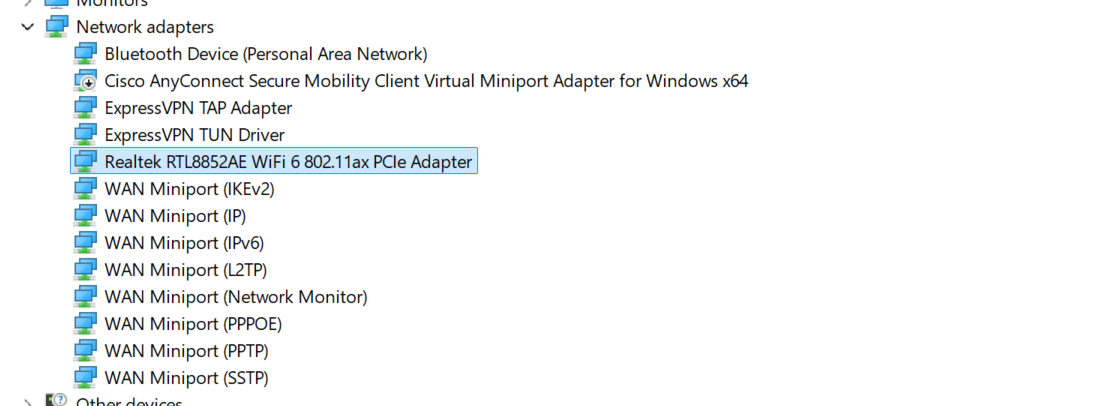 Monitors
Network adapters
Bluetooth Device (Personal Area Network)
Cisco AnyConnect Secure Mobility Client Virtual Miniport Adapter for Windows x64
ExpressVPN TAP Adapter
ExpressVPN TUN Driver
Realtek RTL8852AE WiFi 6 802.11ax PCIe Adapter
WAN Miniport (IKEv2)
WAN Miniport (IP)
WAN Miniport (IPv6)
WAN Miniport (L2TP)
WAN Miniport (Network Monitor)
WAN Miniport (PPPOE)
WAN Miniport (PPTP)
WAN Miniport (SSTP)
Other devices